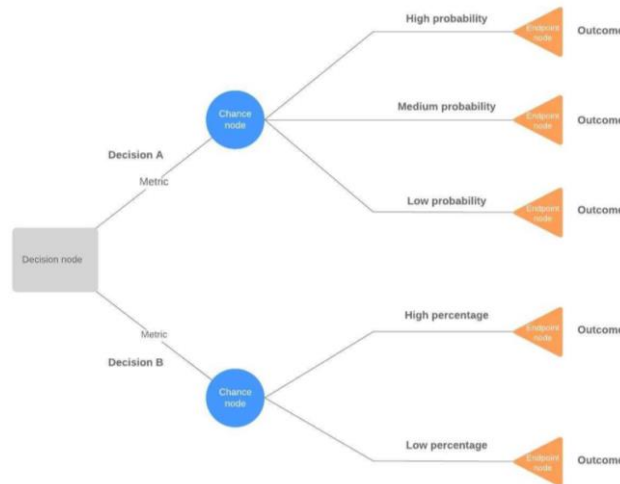 High probability
Endpoint
node
Outcome
Chance
node
Medium probability
Endpoint
node
Outcome
Decision A
Metric
Low probability
Endpoint
node
Outcome
Decision node
High percentage
Endpoint
node
Outcome
Metric
Decision B
Chance
node
Low percentage
Endpoint
node
Outcome